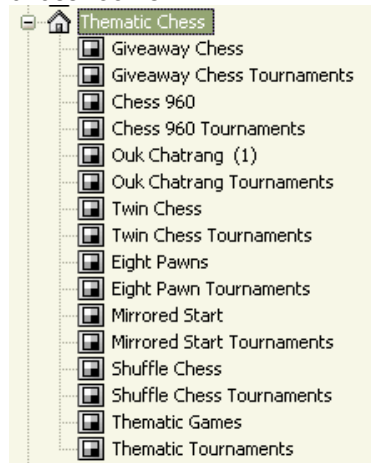 Thematic Chess
Giveaway Chess
Giveaway Chess Tournaments
Chess 960
Chess 960 Tournaments
Ouk Chatrang (1)
Ouk Chatrang Tournaments
Twin Chess
Twin Chess Tournaments
Eight Pawns
Eight Pawn Tournaments
Mirrored Start
Mirrored Start Tournaments
Shuffle Chess
Shuffle Chess Tournaments
Thematic Games
Thematic Tournaments